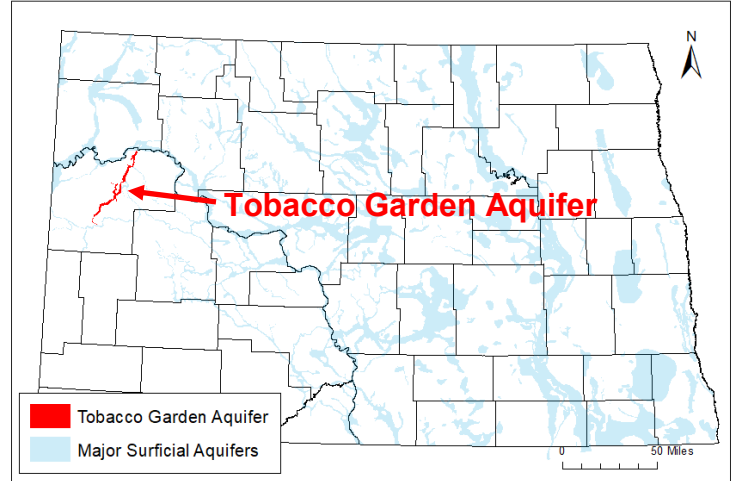 N
Tobacco Garden Aquifer
Tobacco Garden Aquifer
Major Surficial Aquifers
0 50 Miles